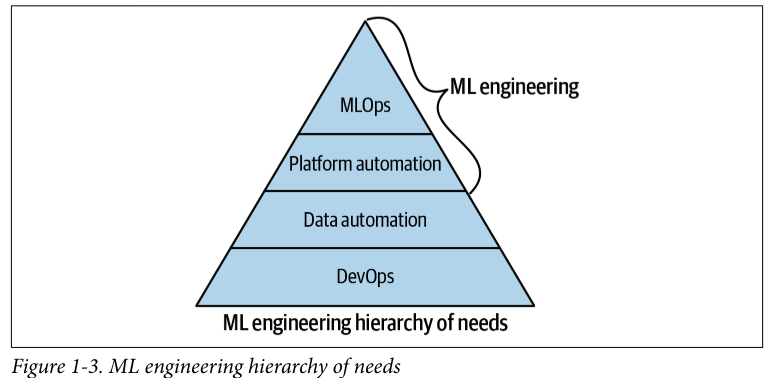 MLOps
ML engineering
Platform automation
Data automation
DevOps
ML engineering hierarchy of needs
Figure 1-3. ML engineering hierarchy of needs